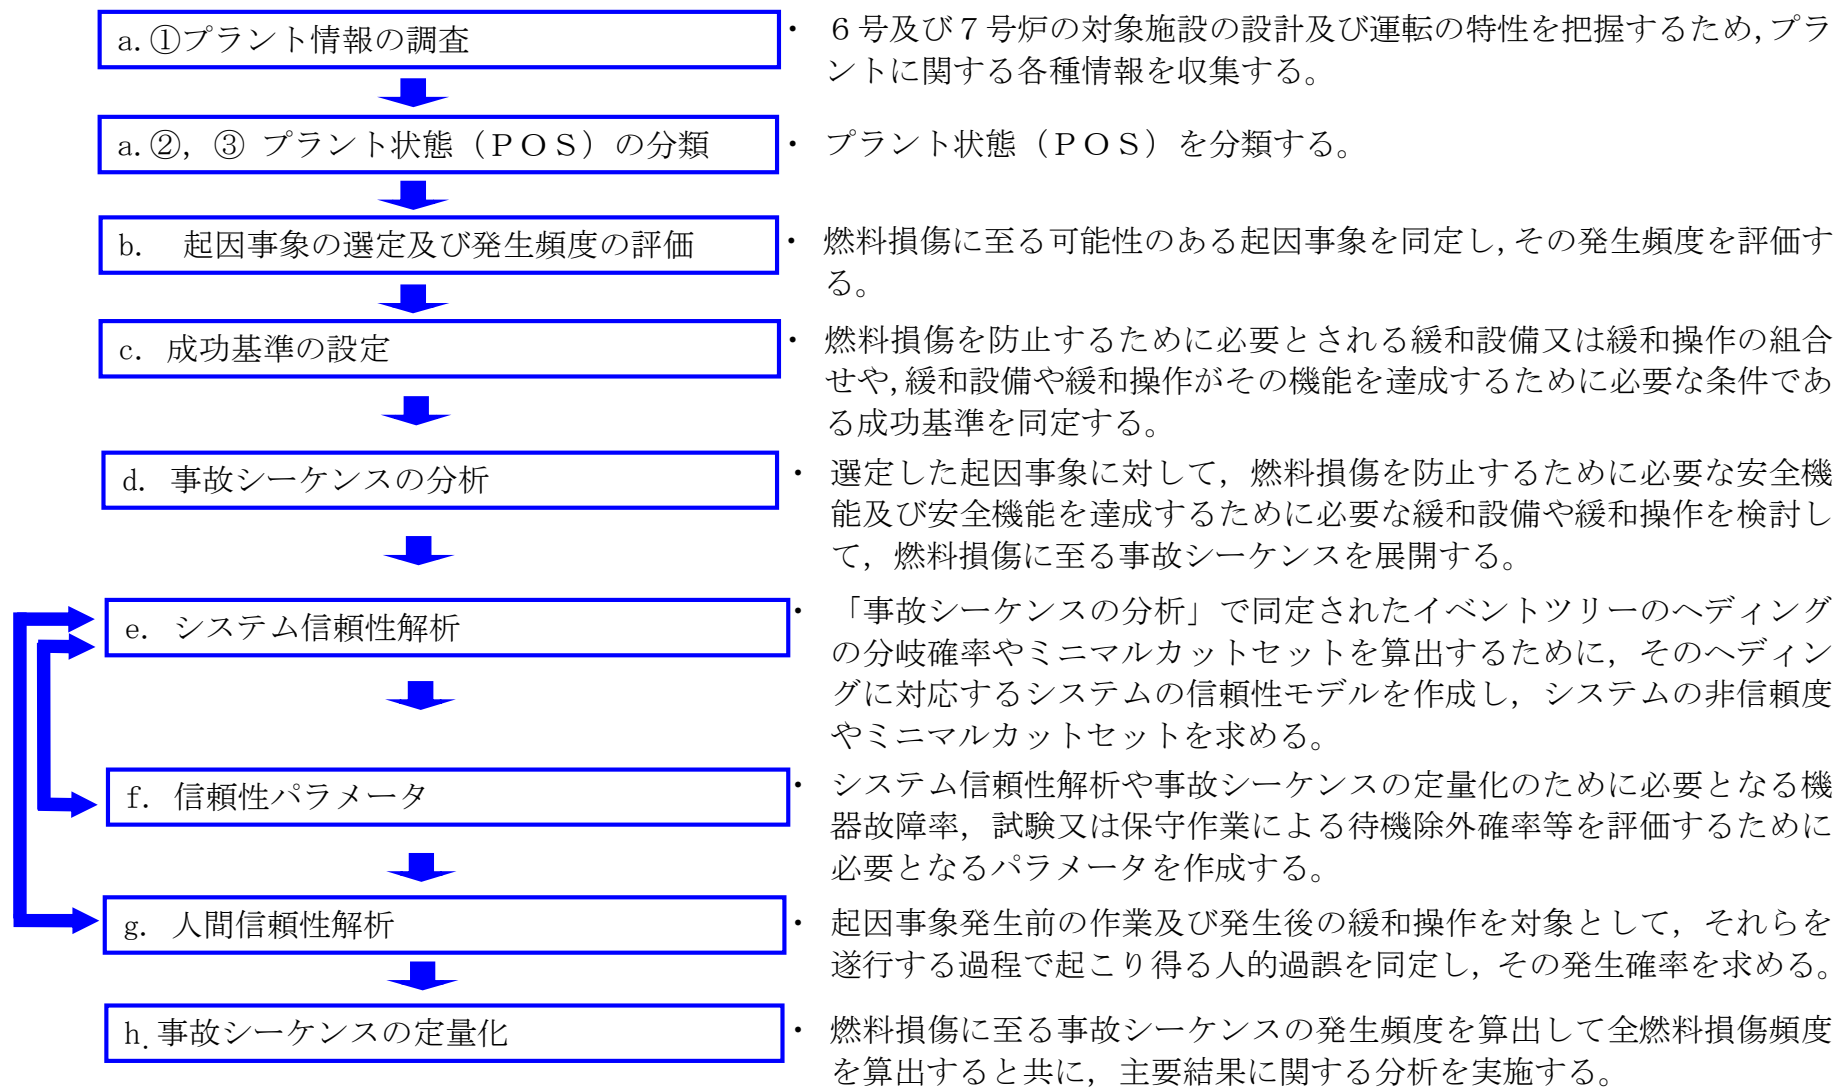 a.①プラント情報の調査
・ ６号及び７号炉の対象施設の設計及び運転の特性を把握するため,プラ
ントに関する各種情報を収集する。
a.②，③ プラント状態（ＰＯＳ）の分類
・ プラント状態（ＰＯＳ）を分類する。
b. 起因事象の選定及び発生頻度の評価
・ 燃料損傷に至る可能性のある起因事象を同定し,その発生頻度を評価す
る。
c. 成功基準の設定
・ 燃料損傷を防止するために必要とされる緩和設備又は緩和操作の組合
せや,緩和設備や緩和操作がその機能を達成するために必要な条件であ
る成功基準を同定する。
d. 事故シーケンスの分析
・ 選定した起因事象に対して，燃料損傷を防止するために必要な安全機
能及び安全機能を達成するために必要な緩和設備や緩和操作を検討し
て，燃料損傷に至る事故シーケンスを展開する。
e. システム信頼性解析
・ 「事故シーケンスの分析」で同定されたイベントツリーのヘディング
の分岐確率やミニマルカットセットを算出するために，そのヘディン
グに対応するシステムの信頼性モデルを作成し，システムの非信頼度
やミニマルカットセットを求める。
f. 信頼性パラメータ
・ システム信頼性解析や事故シーケンスの定量化のために必要となる機
器故障率，試験又は保守作業による待機除外確率等を評価するために
必要となるパラメータを作成する。
g. 人間信頼性解析
・ 起因事象発生前の作業及び発生後の緩和操作を対象として，それらを
遂行する過程で起こり得る人的過誤を同定し，その発生確率を求める。
h.事故シーケンスの定量化
・ 燃料損傷に至る事故シーケンスの発生頻度を算出して全燃料損傷頻度
を算出すると共に，主要結果に関する分析を実施する。